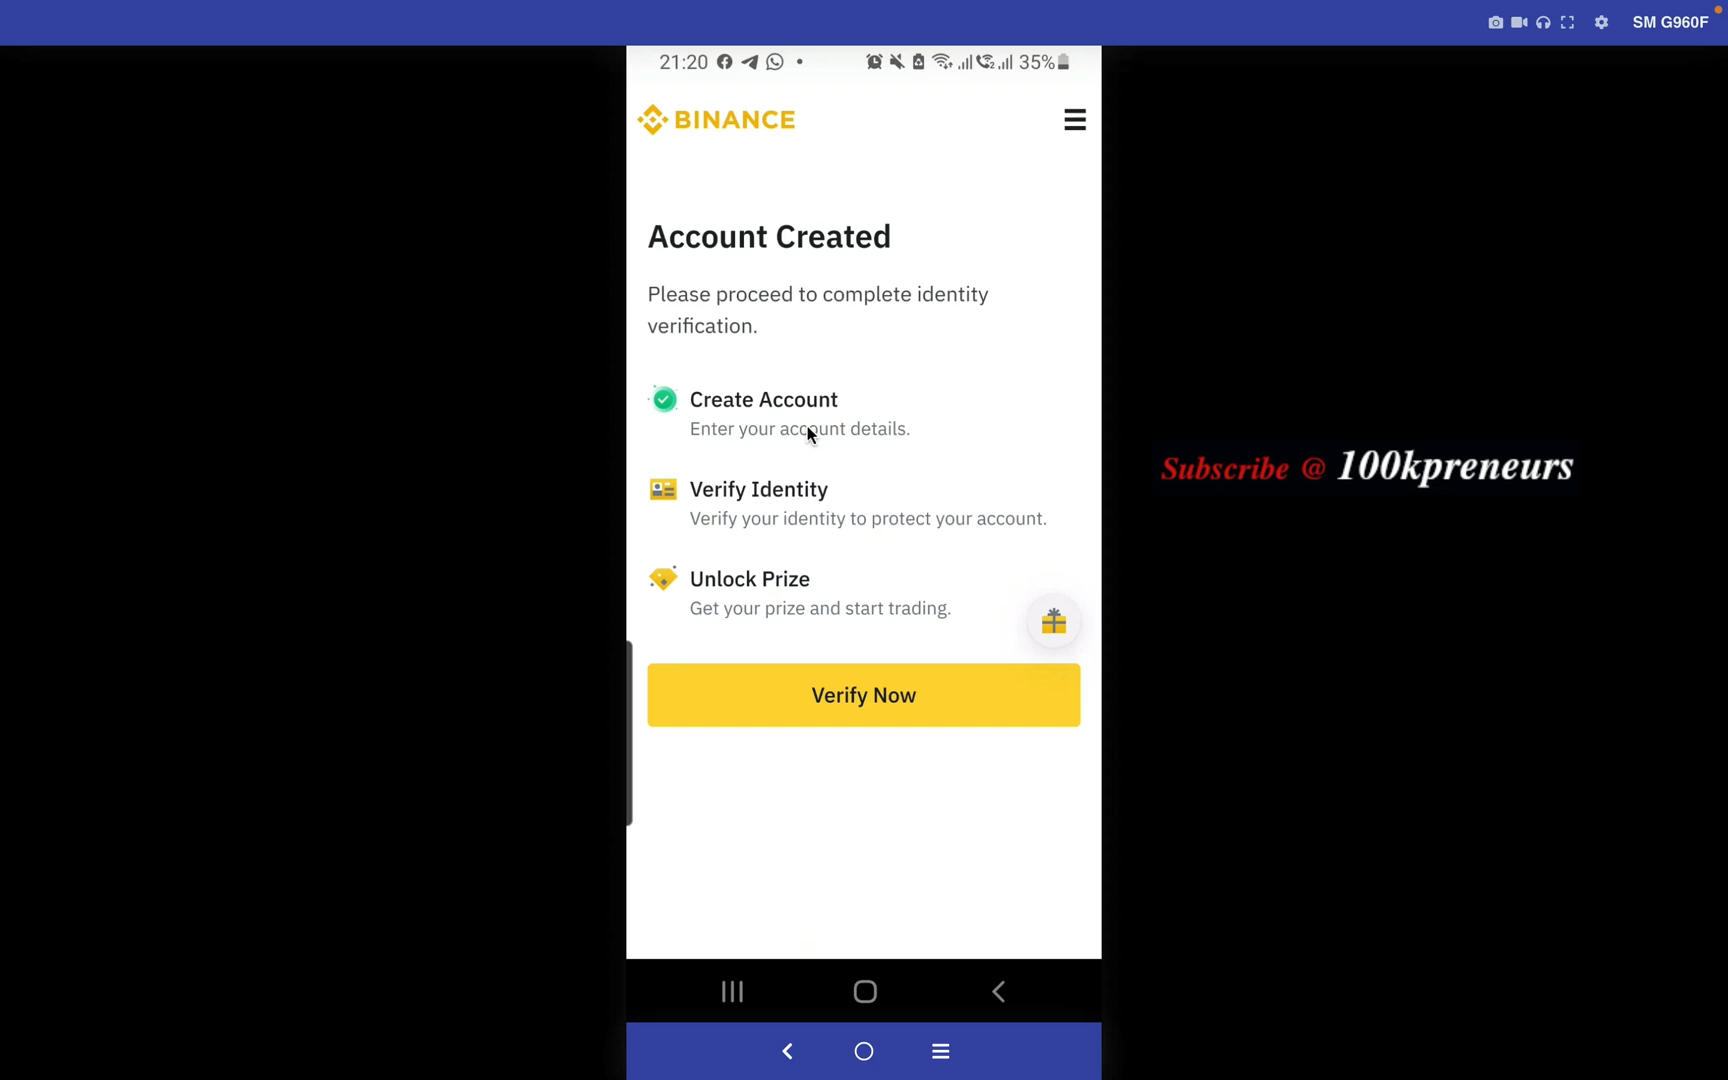 SM G960F
21:20
35%
BINANCE
Account Created
Please proceed to complete identity
verification.
Create Account
Enter your account details.
Verify Identity
Verify your identity to protect your account.
Unlock Prize
Get your prize and start trading.
Verify Now
Subscribe @ 100kpreneurs